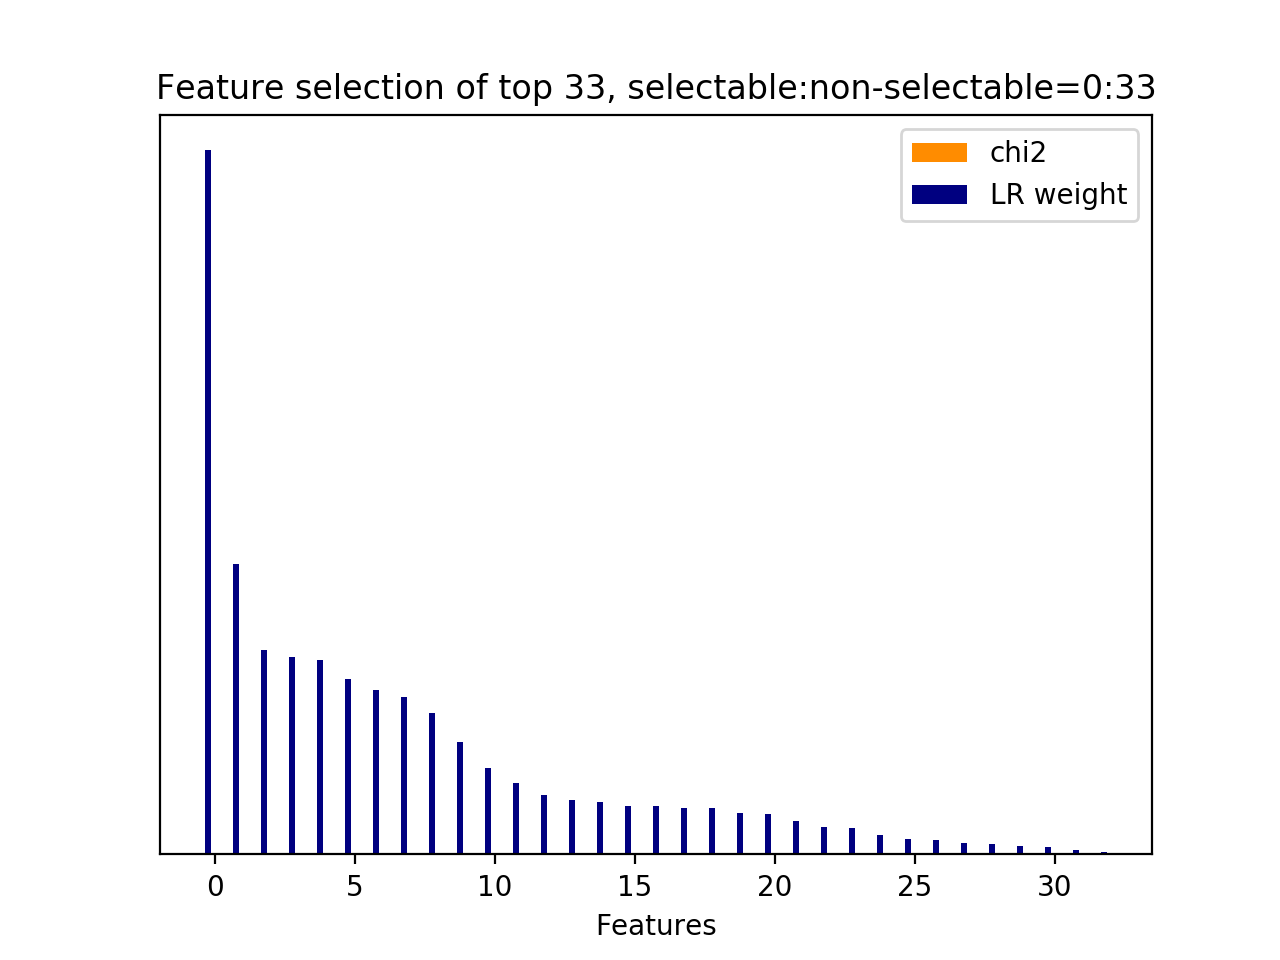 Feature selection of top 33, selectable:non-selectable=0:33
chi2
LR weight
0 5 10 15 20 25 30
Features